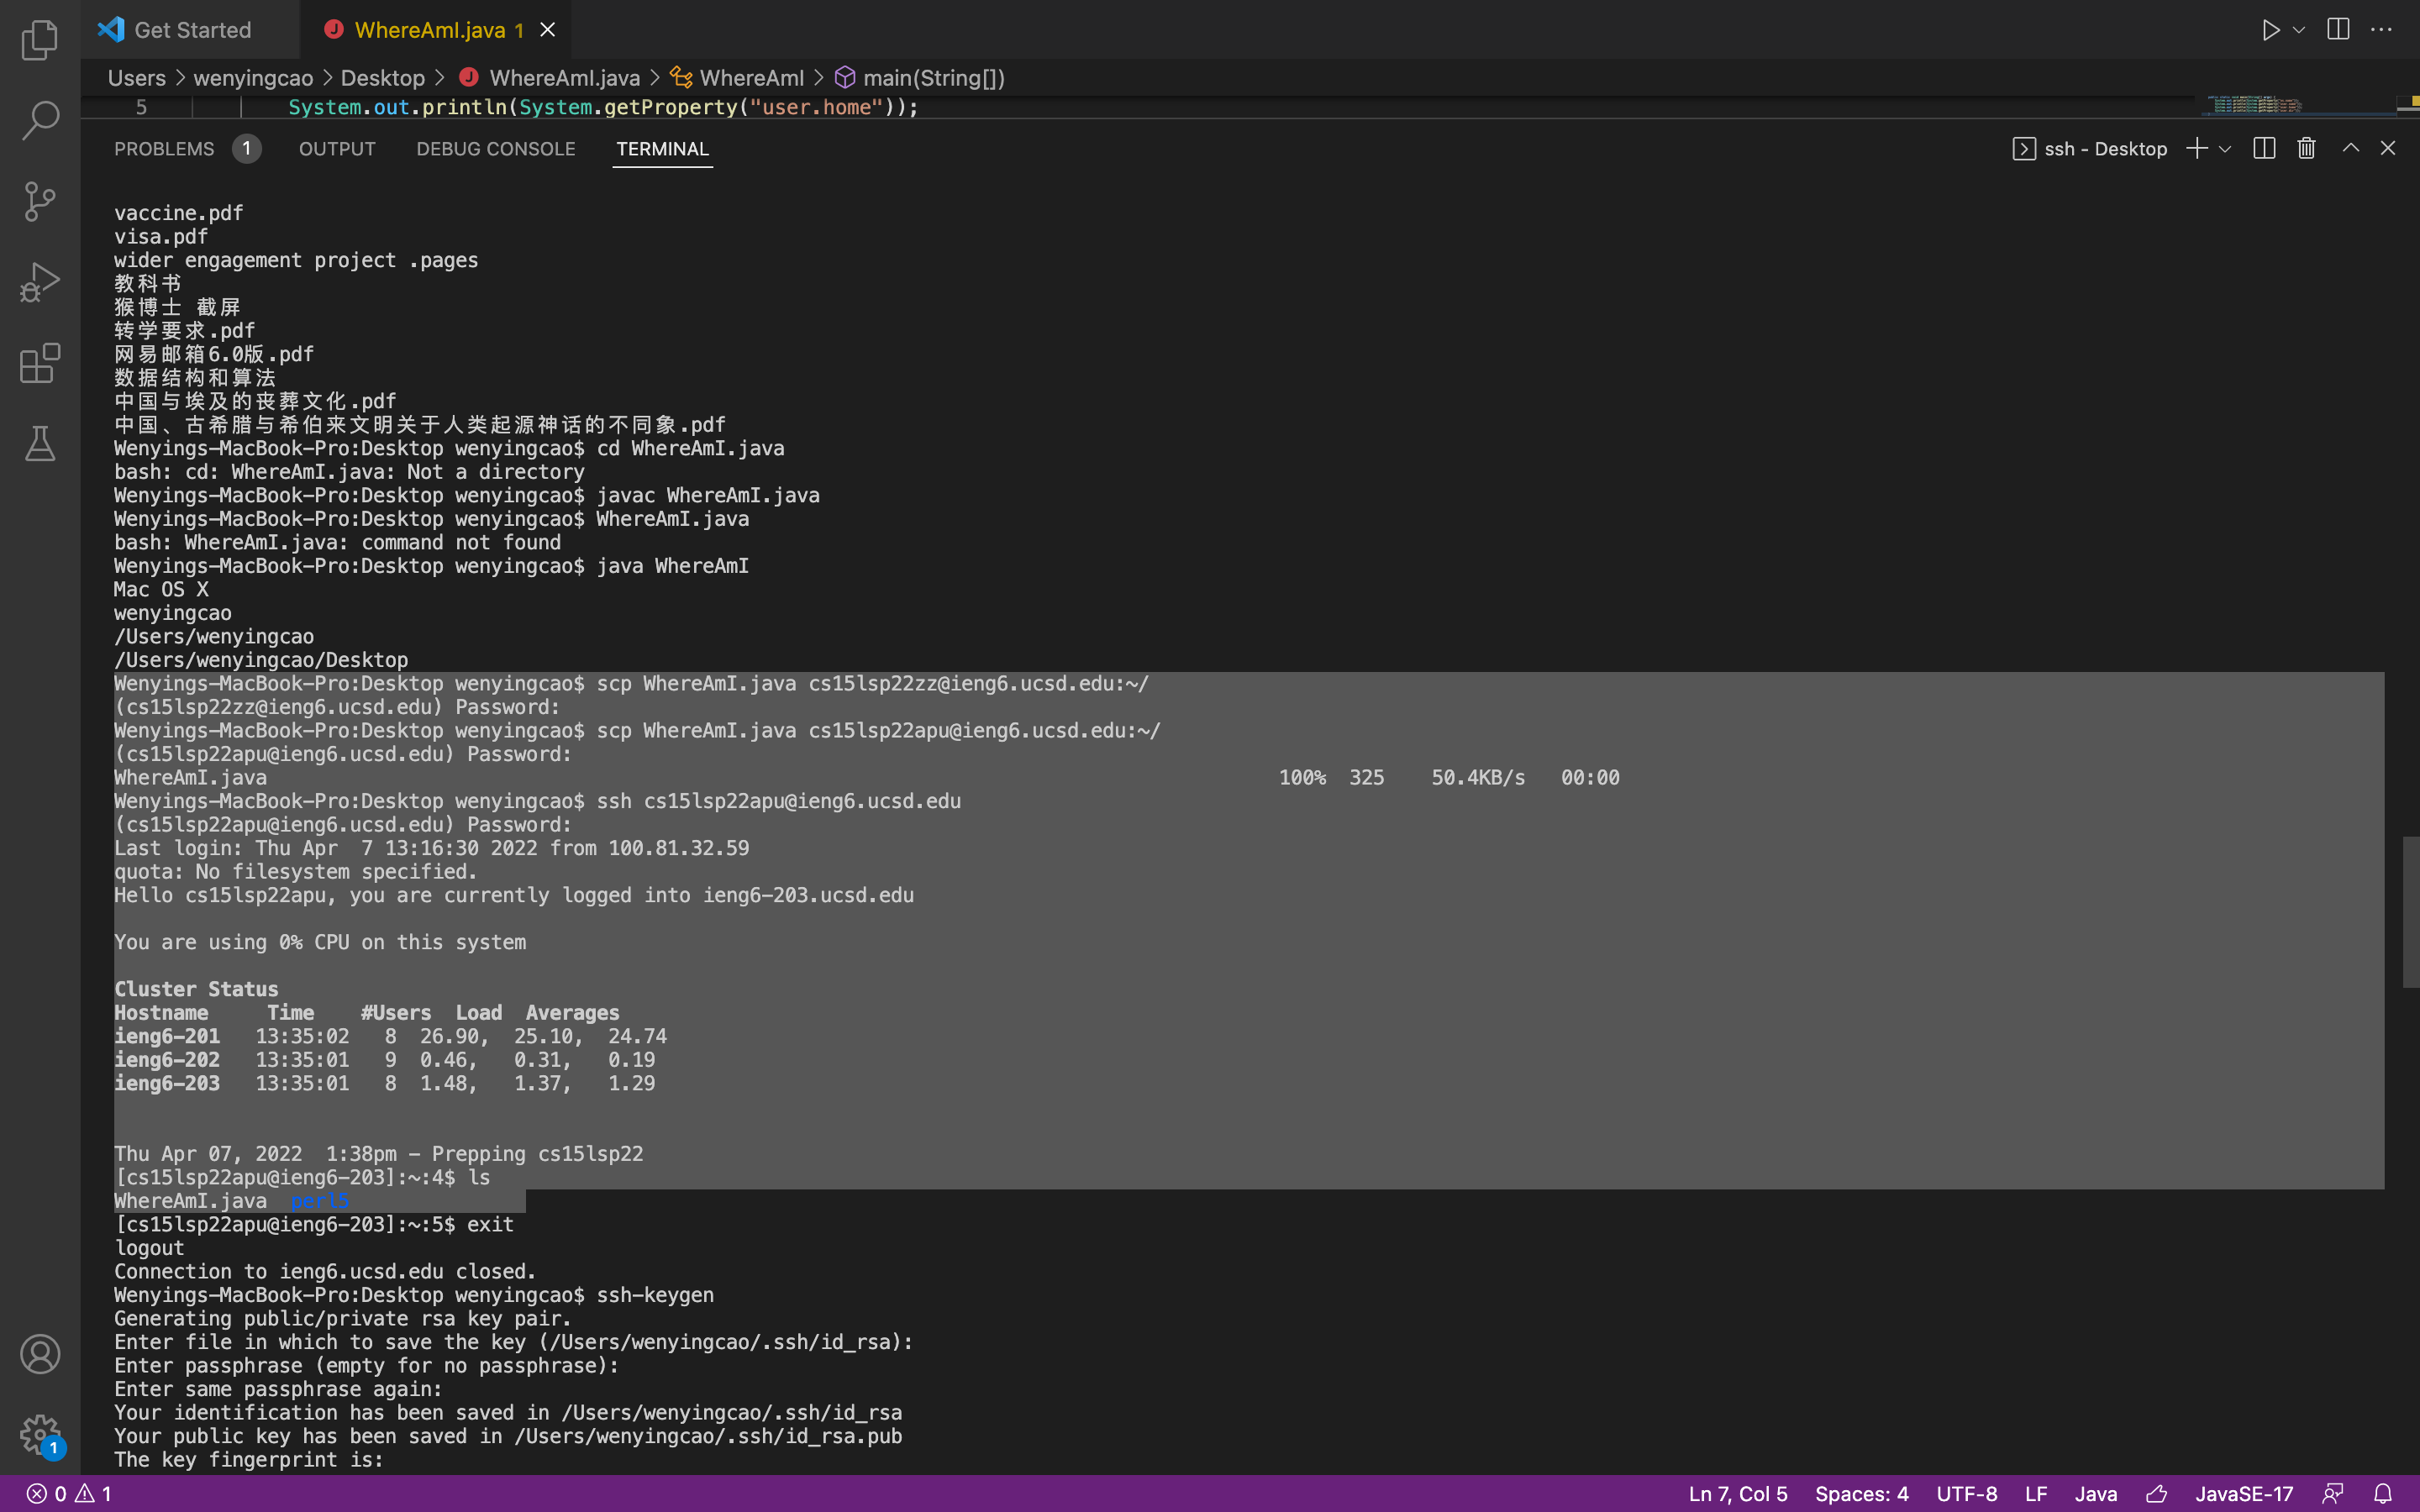 Get Started
WhereAmI.java 1
Users > wenyingcao > Desktop > WhereAmI.java > WhereAmI > main(String[])
5 System.out.println(System.getProperty("user.home"));
PROBLEMS 1 OUTPUT DEBUG CONSOLE TERMINAL
ssh - Desktop
vaccine.pdf
visa.pdf
wider engagement project .pages
教科书
猴博士 截屏
转学要求.pdf
网易邮箱6.0版.pdf
数据结构和算法
中国与埃及的丧葬文化.pdf
中国、古希腊与希伯来文明关于人类起源神话的不同象.pdf
Wenyings-MacBook-Pro:Desktop wenyingcao$ cd WhereAmI.java
bash: cd: WhereAmI.java: Not a directory
Wenyings-MacBook-Pro:Desktop wenyingcao$ javac WhereAmI.java
Wenyings-MacBook-Pro:Desktop wenyingcao$ WhereAmI.java
bash: WhereAmI.java: command not found
Wenyings-MacBook-Pro:Desktop wenyingcao$ java WhereAmI
Mac OS X
wenyingcao
/Users/wenyingcao
/Users/wenyingcao/Desktop
Wenyings-MacBook-Pro:Desktop wenyingcao$ scp WhereAmI.java cs15lsp22zz@ieng6.ucsd.edu:~/
(cs15lsp22zz@ieng6.ucsd.edu) Password:
Wenyings-MacBook-Pro:Desktop wenyingcao$ scp WhereAmI.java cs15lsp22apu@ieng6.ucsd.edu:~/
(cs15lsp22apu@ieng6.ucsd.edu) Password:
WhereAmI.java 100% 325 50.4KB/s 00:00
Wenyings-MacBook-Pro:Desktop wenyingcao$ ssh cs15lsp22apu@ieng6.ucsd.edu
(cs15lsp22apu@ieng6.ucsd.edu) Password:
Last login: Thu Apr  7 13:16:30 2022 from 100.81.32.59
quota: No filesystem specified.
Hello cs15lsp22apu, you are currently logged into ieng6-203.ucsd.edu
You are using 0% CPU on this system
Cluster Status
Hostname Time #Users Load Averages
ieng6-201 13:35:02 8 26.90, 25.10, 24.74
ieng6-202 13:35:01 9 0.46, 0.31, 0.19
ieng6-203 13:35:01 8 1.48, 1.37, 1.29
Thu Apr 07, 2022  1:38pm - Prepping cs15lsp22
[cs15lsp22apu@ieng6-203]:~:4$ ls
WhereAmI.java perl5
[cs15lsp22apu@ieng6-203]:~:5$ exit
logout
Connection to ieng6.ucsd.edu closed.
Wenyings-MacBook-Pro:Desktop wenyingcao$ ssh-keygen
Generating public/private rsa key pair.
Enter file in which to save the key (/Users/wenyingcao/.ssh/id_rsa):
Enter passphrase (empty for no passphrase):
Enter same passphrase again:
Your identification has been saved in /Users/wenyingcao/.ssh/id_rsa
Your public key has been saved in /Users/wenyingcao/.ssh/id_rsa.pub
The key fingerprint is:
1
0 1 Ln 7, Col 5 Spaces: 4 UTF-8 LF Java JavaSE-17